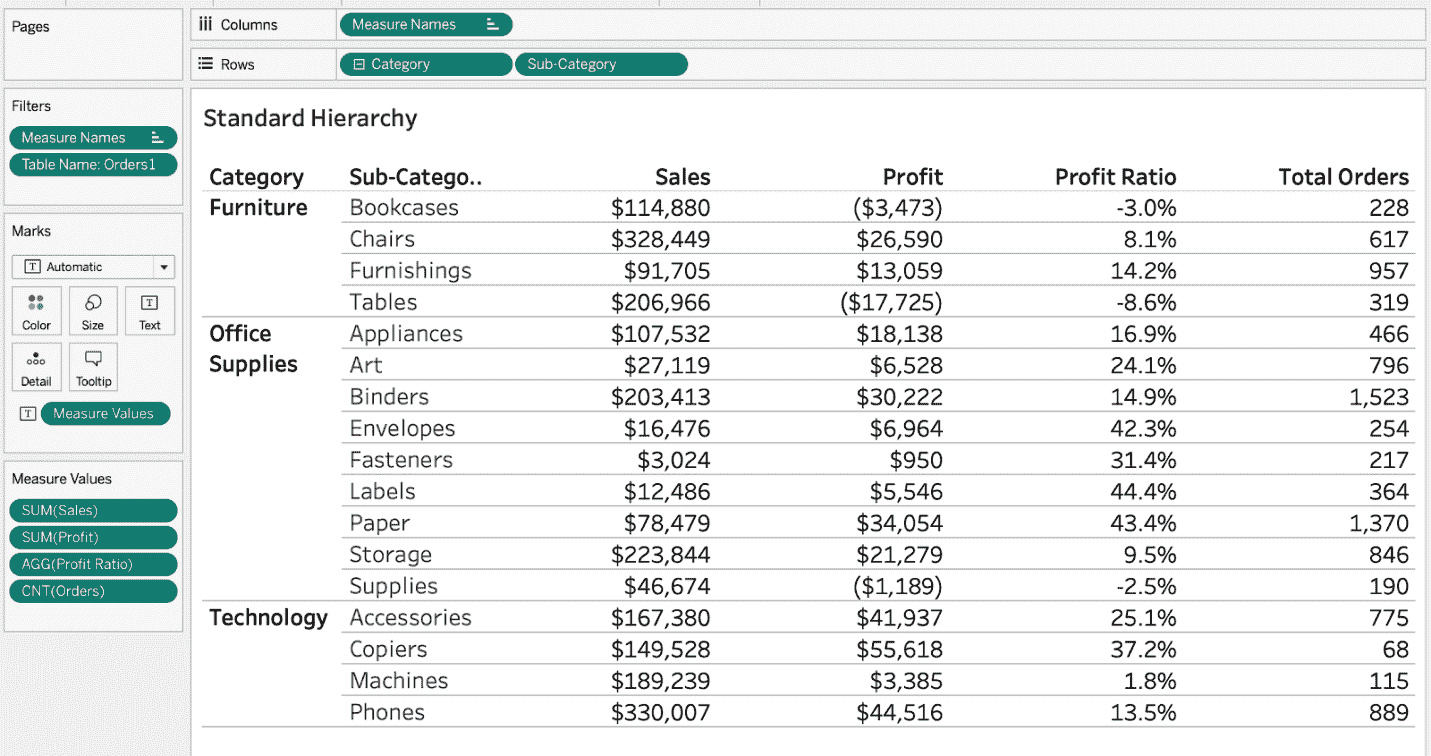 Pages
Columns Measure Names
Rows Category Sub-Category
Filters
Measure Names
Table Name: Orders1
Marks
Automatic
Color Size Text
Detail Tooltip
Measure Values
Measure Values
SUM(Sales)
SUM(Profit)
AGG(Profit Ratio)
CNT(Orders)
Standard Hierarchy
Category Sub-Catego.. Sales Profit Profit Ratio Total Orders
Furniture Bookcases $114,880 ($3,473) -3.0% 228
Chairs $328,449 $26,590 8.1% 617
Furnishings $91,705 $13,059 14.2% 957
Tables $206,966 ($17,725) -8.6% 319
Office Appliances $107,532 $18,138 16.9% 466
Supplies Art $27,119 $6,528 24.1% 796
Binders $203,413 $30,222 14.9% 1,523
Envelopes $16,476 $6,964 42.3% 254
Fasteners $3,024 $950 31.4% 217
Labels $12,486 $5,546 44.4% 364
Paper $78,479 $34,054 43.4% 1,370
Storage $223,844 $21,279 9.5% 846
Supplies $46,674 ($1,189) -2.5% 190
Technology Accessories $167,380 $41,937 25.1% 775
Copiers $149,528 $55,618 37.2% 68
Machines $189,239 $3,385 1.8% 115
Phones $330,007 $44,516 13.5% 889